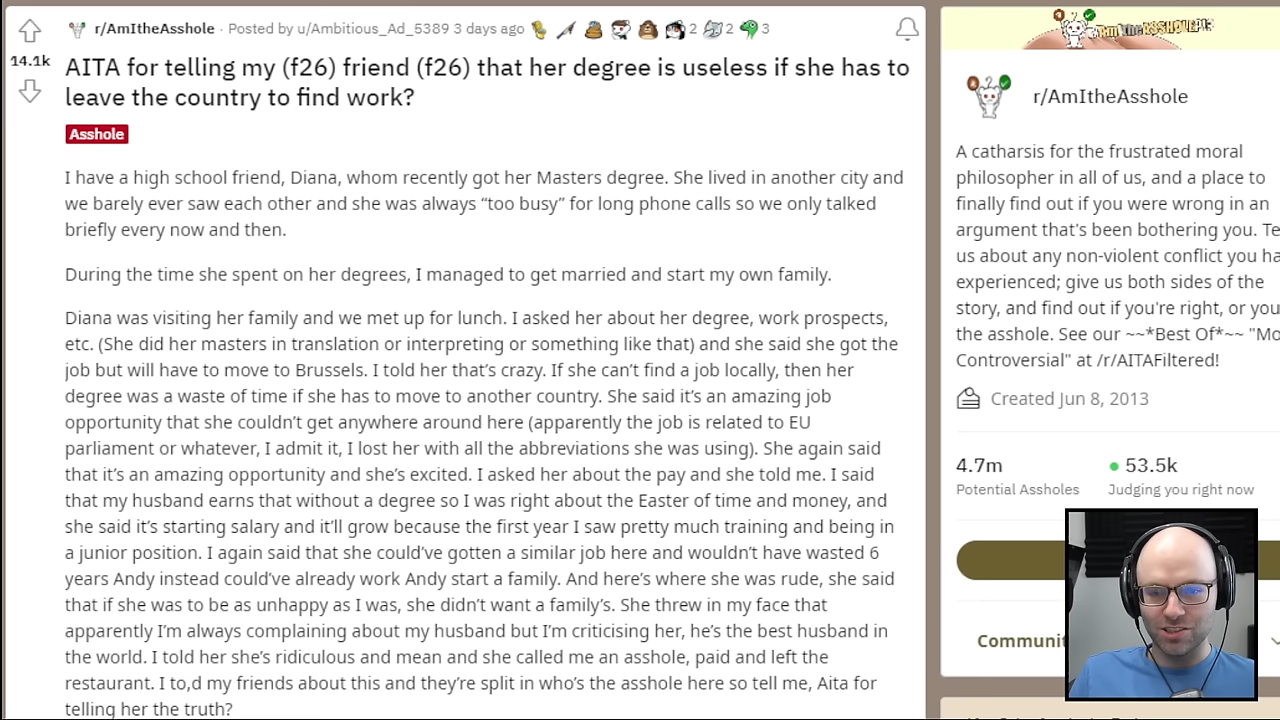 r/AmItheAsshole · Posted by u/Ambitious_Ad_5389 3 days ago 2 2 3
14.1k
AITA for telling my (f26) friend (f26) that her degree is useless if she has to
leave the country to find work?
Asshole
I have a high school friend, Diana, whom recently got her Masters degree. She lived in another city and
we barely ever saw each other and she was always “too busy” for long phone calls so we only talked
briefly every now and then.
During the time she spent on her degrees, I managed to get married and start my own family.
Diana was visiting her family and we met up for lunch. I asked her about her degree, work prospects,
etc. (She did her masters in translation or interpreting or something like that) and she said she got the
job but will have to move to Brussels. I told her that’s crazy. If she can’t find a job locally, then her
degree was a waste of time if she has to move to another country. She said it’s an amazing job
opportunity that she couldn’t get anywhere around here (apparently the job is related to EU
parliament or whatever, I admit it, I lost her with all the abbreviations she was using). She again said
that it’s an amazing opportunity and she’s excited. I asked her about the pay and she told me. I said
that my husband earns that without a degree so I was right about the Easter of time and money, and
she said it’s starting salary and it’ll grow because the first year I saw pretty much training and being in
a junior position. I again said that she could’ve gotten a similar job here and wouldn’t have wasted 6
years Andy instead could’ve already work Andy start a family. And here’s where she was rude, she said
that if she was to be as unhappy as I was, she didn’t want a family’s. She threw in my face that
apparently I’m always complaining about my husband but I’m criticising her, he’s the best husband in
the world. I told her she’s ridiculous and mean and she called me an asshole, paid and left the
restaurant. I to,d my friends about this and they’re split in who’s the asshole here so tell me, Aita for
telling her the truth?
r/AmItheAsshole
A catharsis for the frustrated moral
philosopher in all of us, and a place to
finally find out if you were wrong in an
argument that's been bothering you. Te
us about any non-violent conflict you ha
experienced; give us both sides of the
story, and find out if you're right, or you
the asshole. See our ~~*Best Of*~~ "Mo
Controversial" at /r/AITAFiltered!
Created Jun 8, 2013
4.7m 53.5k
Potential Assholes Judging you right now
Communit